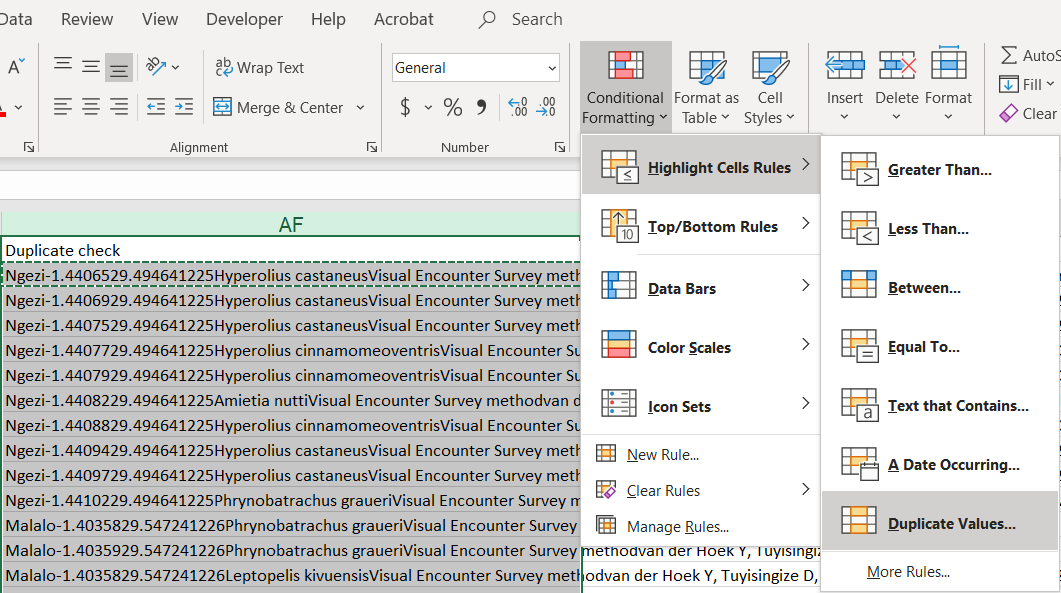 Data Review View Developer Help Acrobat Search
A
ab Wrap Text
General
Conditional Formatting
Format as Table
Cell Styles
Insert Delete Format
AutoS
Fill
Clear
Merge & Center
$ % 9 .00
Alignment Number
Highlight Cells Rules
Top/Bottom Rules
Data Bars
Color Scales
Icon Sets
New Rule...
Clear Rules
Manage Rules...
Greater Than...
Less Than...
Between...
Equal To...
Text that Contains...
A Date Occurring...
Duplicate Values...
More Rules...
AF
Duplicate check
Ngezi-1.4406529.494641225Hyperolius castaneusVisual Encounter Survey meth
Ngezi-1.4406929.494641225Hyperolius castaneusVisual Encounter Survey meth
Ngezi-1.4407529.494641225Hyperolius castaneusVisual Encounter Survey meth
Ngezi-1.4407729.494641225Hyperolius cinnamomeoventrisVisual Encounter Su
Ngezi-1.4407929.494641225Hyperolius cinnamomeoventrisVisual Encounter Su
Ngezi-1.4408229.494641225Amietia nuttiVisual Encounter Survey methodvan d
Ngezi-1.4408829.494641225Hyperolius cinnamomeoventrisVisual Encounter Su
Ngezi-1.4409429.494641225Hyperolius castaneusVisual Encounter Survey meth
Ngezi-1.4409729.494641225Hyperolius castaneusVisual Encounter Survey meth
Ngezi-1.4410229.494641225Phrynobatrachus graueriVisual Encounter Survey m
Malalo-1.4035829.547241226Phrynobatrachus graueriVisual Encounter Survey
Malalo-1.4035929.547241226Phrynobatrachus graueriVisual Encounter Survey methodvan der Hoek Y, Tuyisingiz
Malalo-1.4035829.547241226Leptopelis kivuensisVisual Encounter Survey methodvan der Hoek Y, Tuyisingize D,